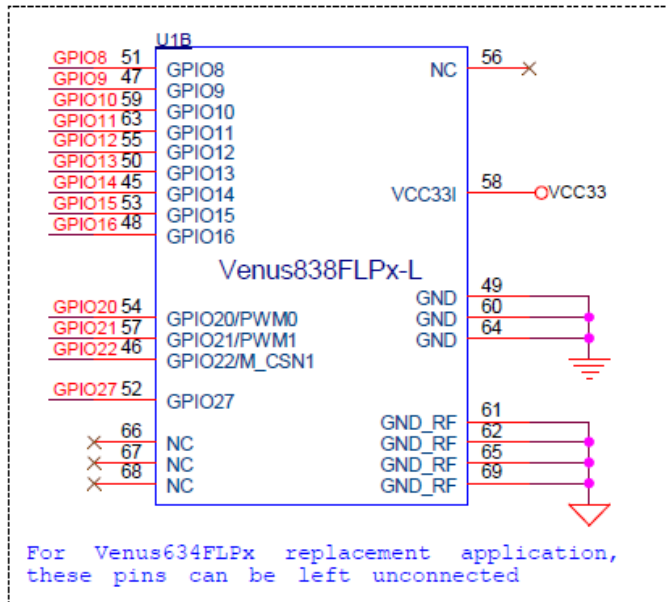 U1B
GPIO8 51 GPIO8
GPIO9 47 GPIO9
GPIO10 59 GPIO10
GPIO11 63 GPIO11
GPIO12 55 GPIO12
GPIO13 50 GPIO13
GPIO14 45 GPIO14
GPIO15 53 GPIO15
GPIO16 48 GPIO16
NC 56
VCC33I 58 VCC33
Venus838FLPx-L
GND 49
GND 60
GND 64
GPIO20 54 GPIO20/PWM0
GPIO21 57 GPIO21/PWM1
GPIO22 46 GPIO22/M_CSN1
GPIO27 52 GPIO27
GND_RF 61
GND_RF 62
GND_RF 65
GND_RF 69
66 NC
67 NC
68 NC
For Venus634FLPx replacement application,
these pins can be left unconnected